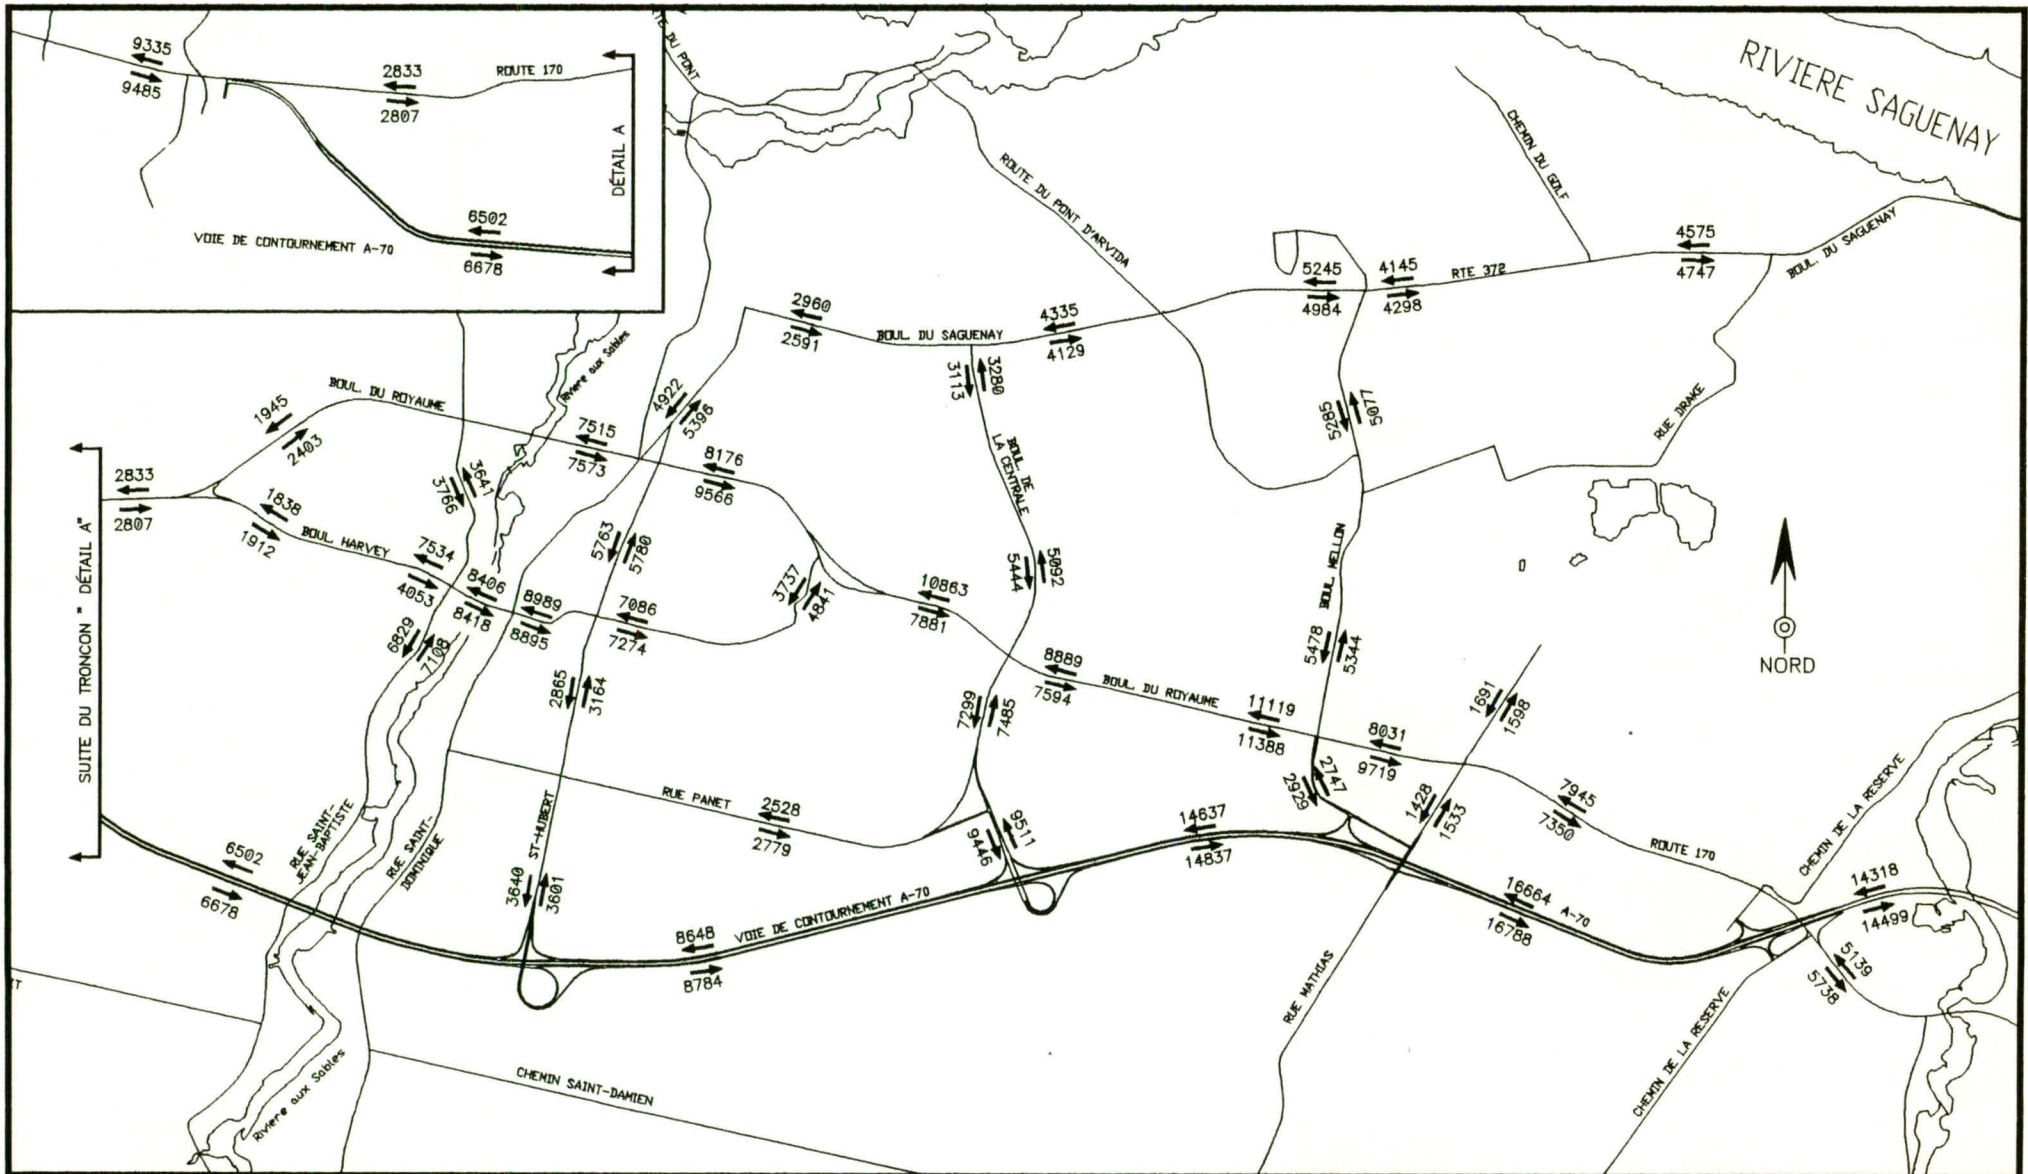 9335
9485
2833
2807
ROUTE 170
DÉTAIL A
6502
6678
VOIE DE CONTOURNEMENT A-70
DU PONT
RIVIERE SAGUENAY
CHEMIN DU GOLF
ROUTE DU PONT D'ARVIDA
4575
4747
BOUL. DU SAGUENAY
5245
4984
4145
4298
RTE 372
2960
2591
BOUL. DU SAGUENAY
4335
4129
3113
3280
Riviere aux Sables
BOUL. DU ROYAUME
1945
2403
4922
5396
7515
7573
8176
9566
5285
5077
RUE DRAKE
BOUL. DE
LA CENTRALE
2833
2807
SUITE DU TRONCON " DÉTAIL A"
3766
3641
1838
1912
BOUL. HARVEY
7534
4053
8406
8418
8989
8895
5763
5780
7086
7274
3737
4841
10863
7881
5444
5092
BOUL. MELLON
5478
5344
NORD
6829
7108
2865
3164
7299
7485
8889
7594
BOUL. DU ROYAUME
11119
11388
8031
9719
1691
1598
2929
2747
1428
1533
7945
7350
ROUTE 170
CHEMIN DE LA RESERVE
RUE PANET
2528
2779
ST-HUBERT
9446
9511
14637
14837
RUE SAINT-
JEAN-BAPTISTE
RUE SAINT-
DOMINIQUE
6502
6678
3640
3601
8648
8784
VOIE DE CONTOURNEMENT A-70
16664
16788
A-70
14318
14499
5139
5738
RUE MATHIAS
CHEMIN DE LA RESERVE
CHEMIN SAINT-DAMIEN
Riviere aux Sables